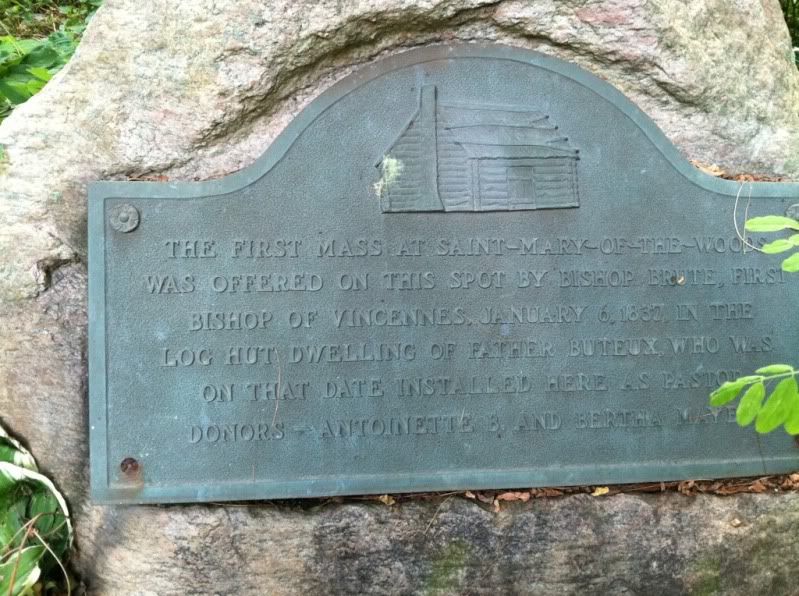 THE FIRST MASS AT SAINT-MARY-OF-THE-WOODS
WAS OFFERED ON THIS SPOT BY BISHOP BRUTE, FIRST
BISHOP OF VINCENNES, JANUARY 6, 1837, IN THE
LOG HUT DWELLING OF FATHER BUTEUX, WHO WAS
ON THAT DATE INSTALLED HERE AS PASTOR
DONORS - ANTOINETTE B. AND BERTHA